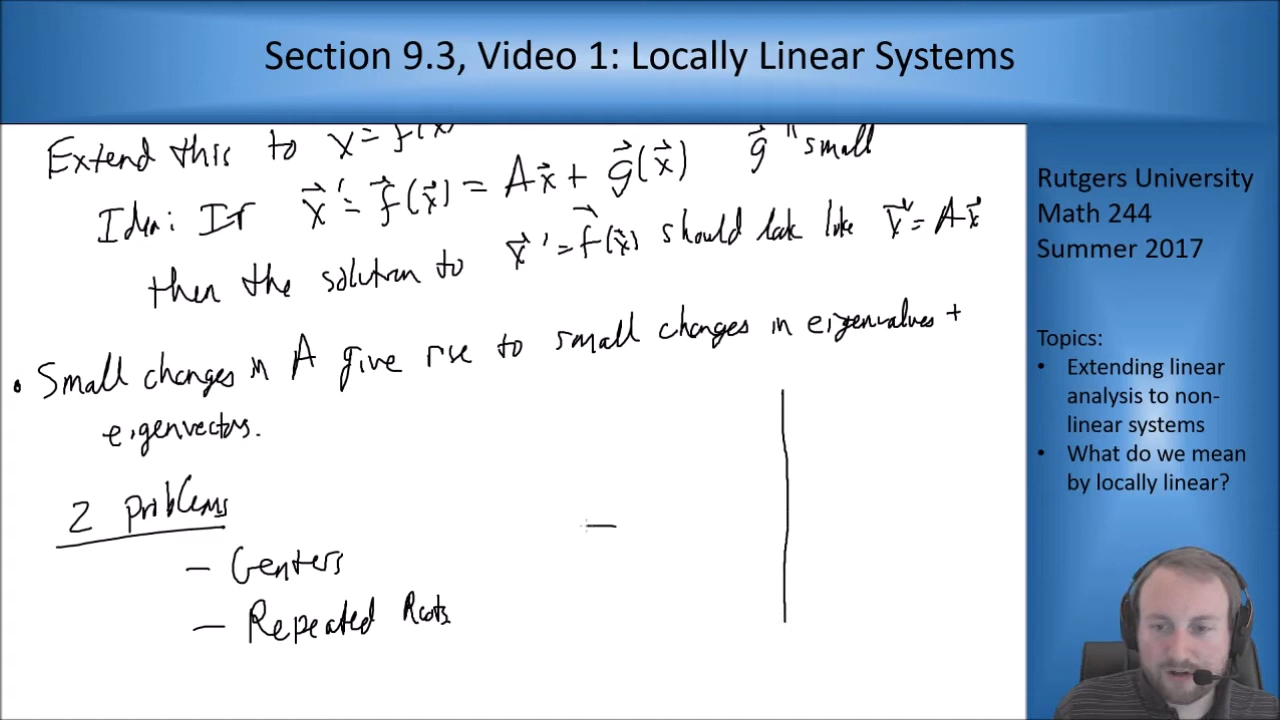 Section 9.3, Video 1: Locally Linear Systems
Extend this to x' = f(x)
Idea: If x⃗' = f⃗(x⃗) = Ax⃗ + g⃗(x⃗) g⃗ "small
then the solution to x⃗' = f⃗(x⃗) should look like x⃗' = Ax⃗
• Small changes in A give rise to small changes in eigenvalues +
eigenvectors.
2 problems
– Centers
– Repeated Roots
Rutgers University
Math 244
Summer 2017
Topics:
• Extending linear
analysis to non-
linear systems
• What do we mean
by locally linear?